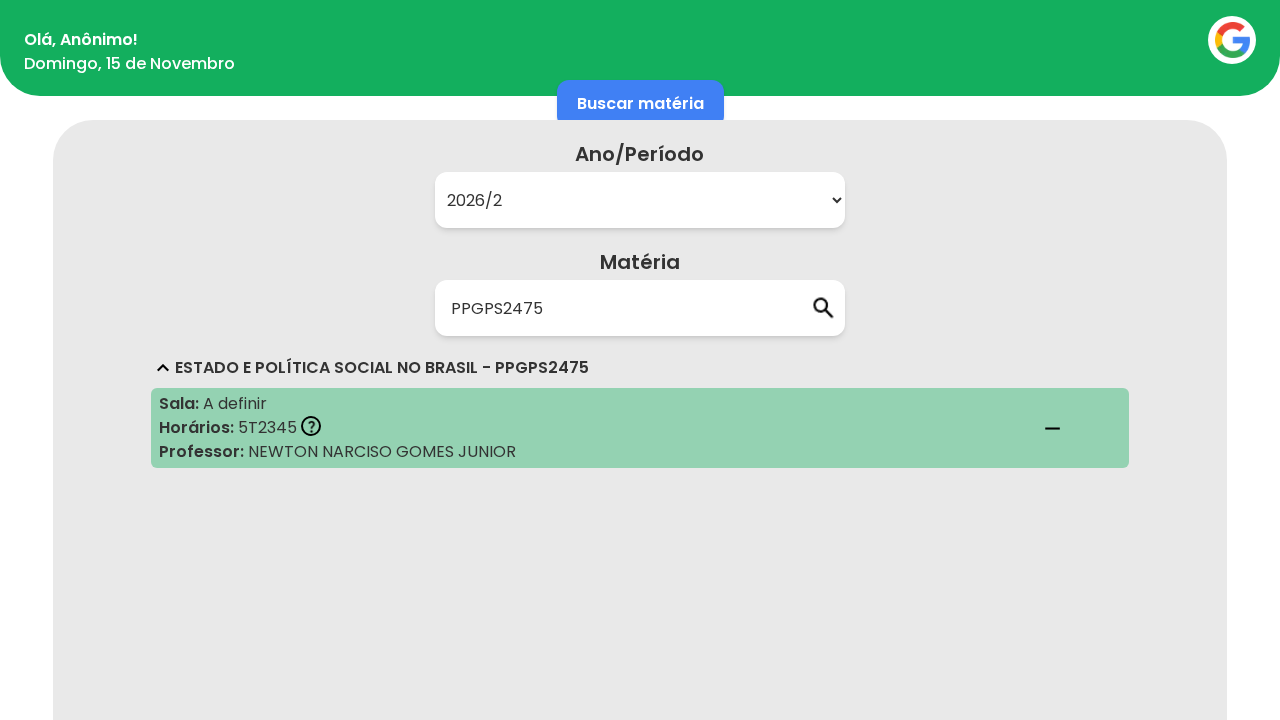 Olá, Anônimo!
Domingo, 15 de Novembro
Buscar matéria
Ano/Período
2026/2
Matéria
PPGPS2475
ESTADO E POLÍTICA SOCIAL NO BRASIL - PPGPS2475
Sala: A definir
Horários: 5T2345
Professor: NEWTON NARCISO GOMES JUNIOR